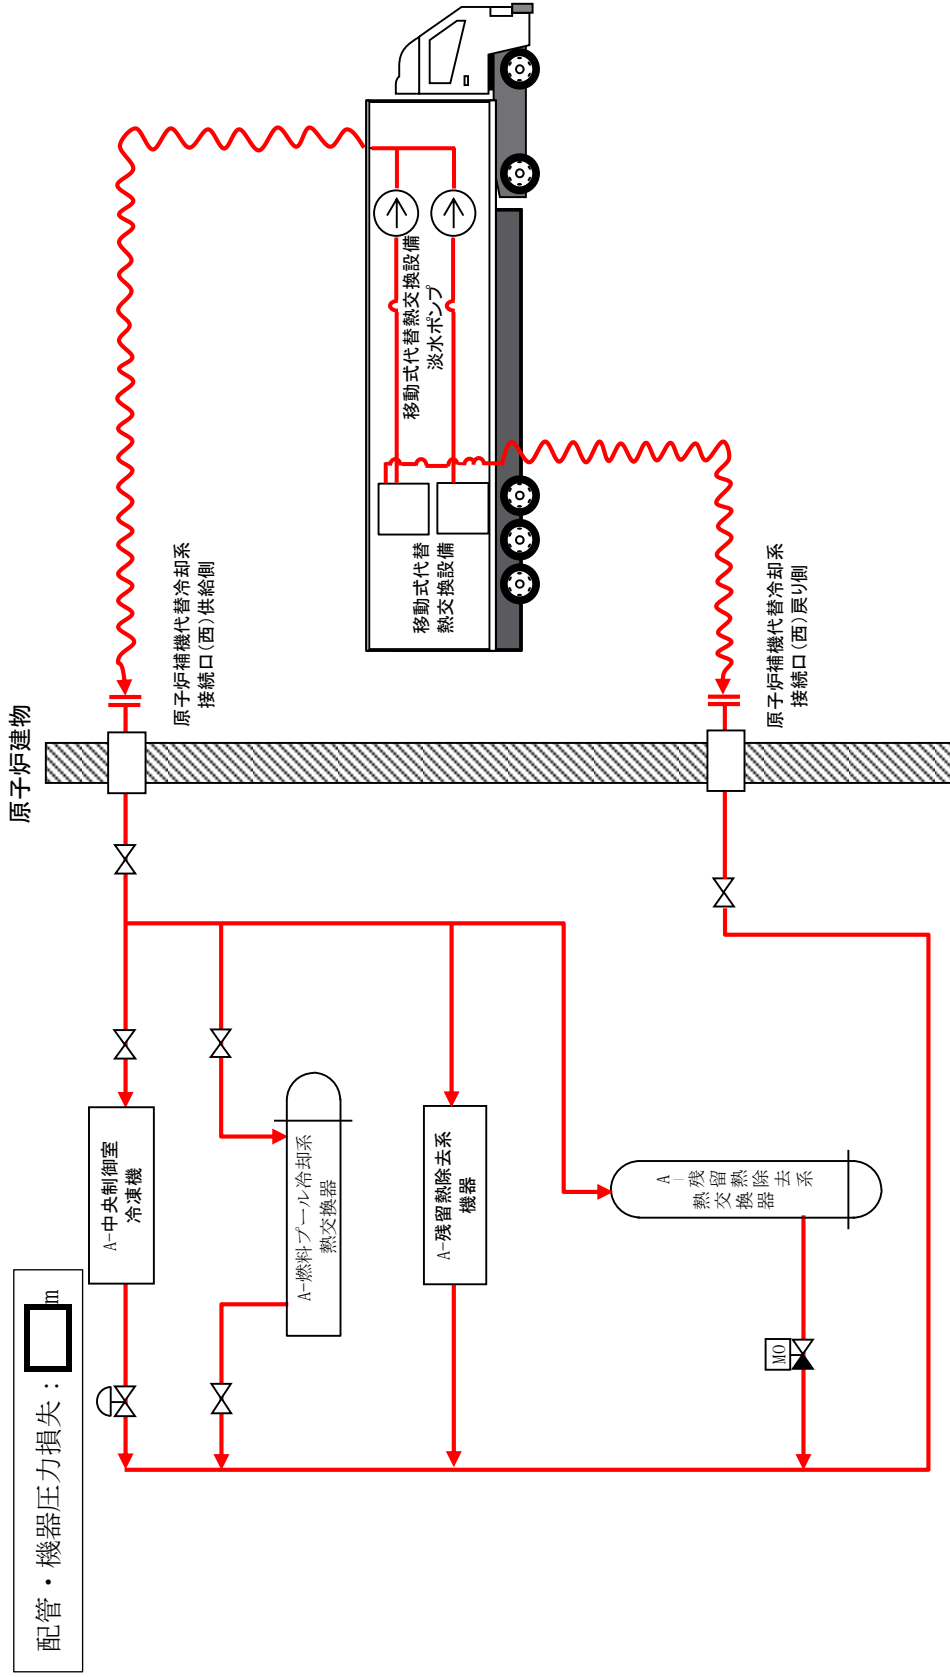 原子炉建物
配管・機器圧力損失：
m
A-中央制御室
冷凍機
A-燃料プール冷却系
熱交換器
A-残留熱除去系
機器
A-残留熱除去系
熱交換器
MO
原子炉補機代替冷却系
接続口(西)供給側
原子炉補機代替冷却系
接続口(西)戻り側
移動式代替熱交換設備
淡水ポンプ
移動式代替
熱交換設備